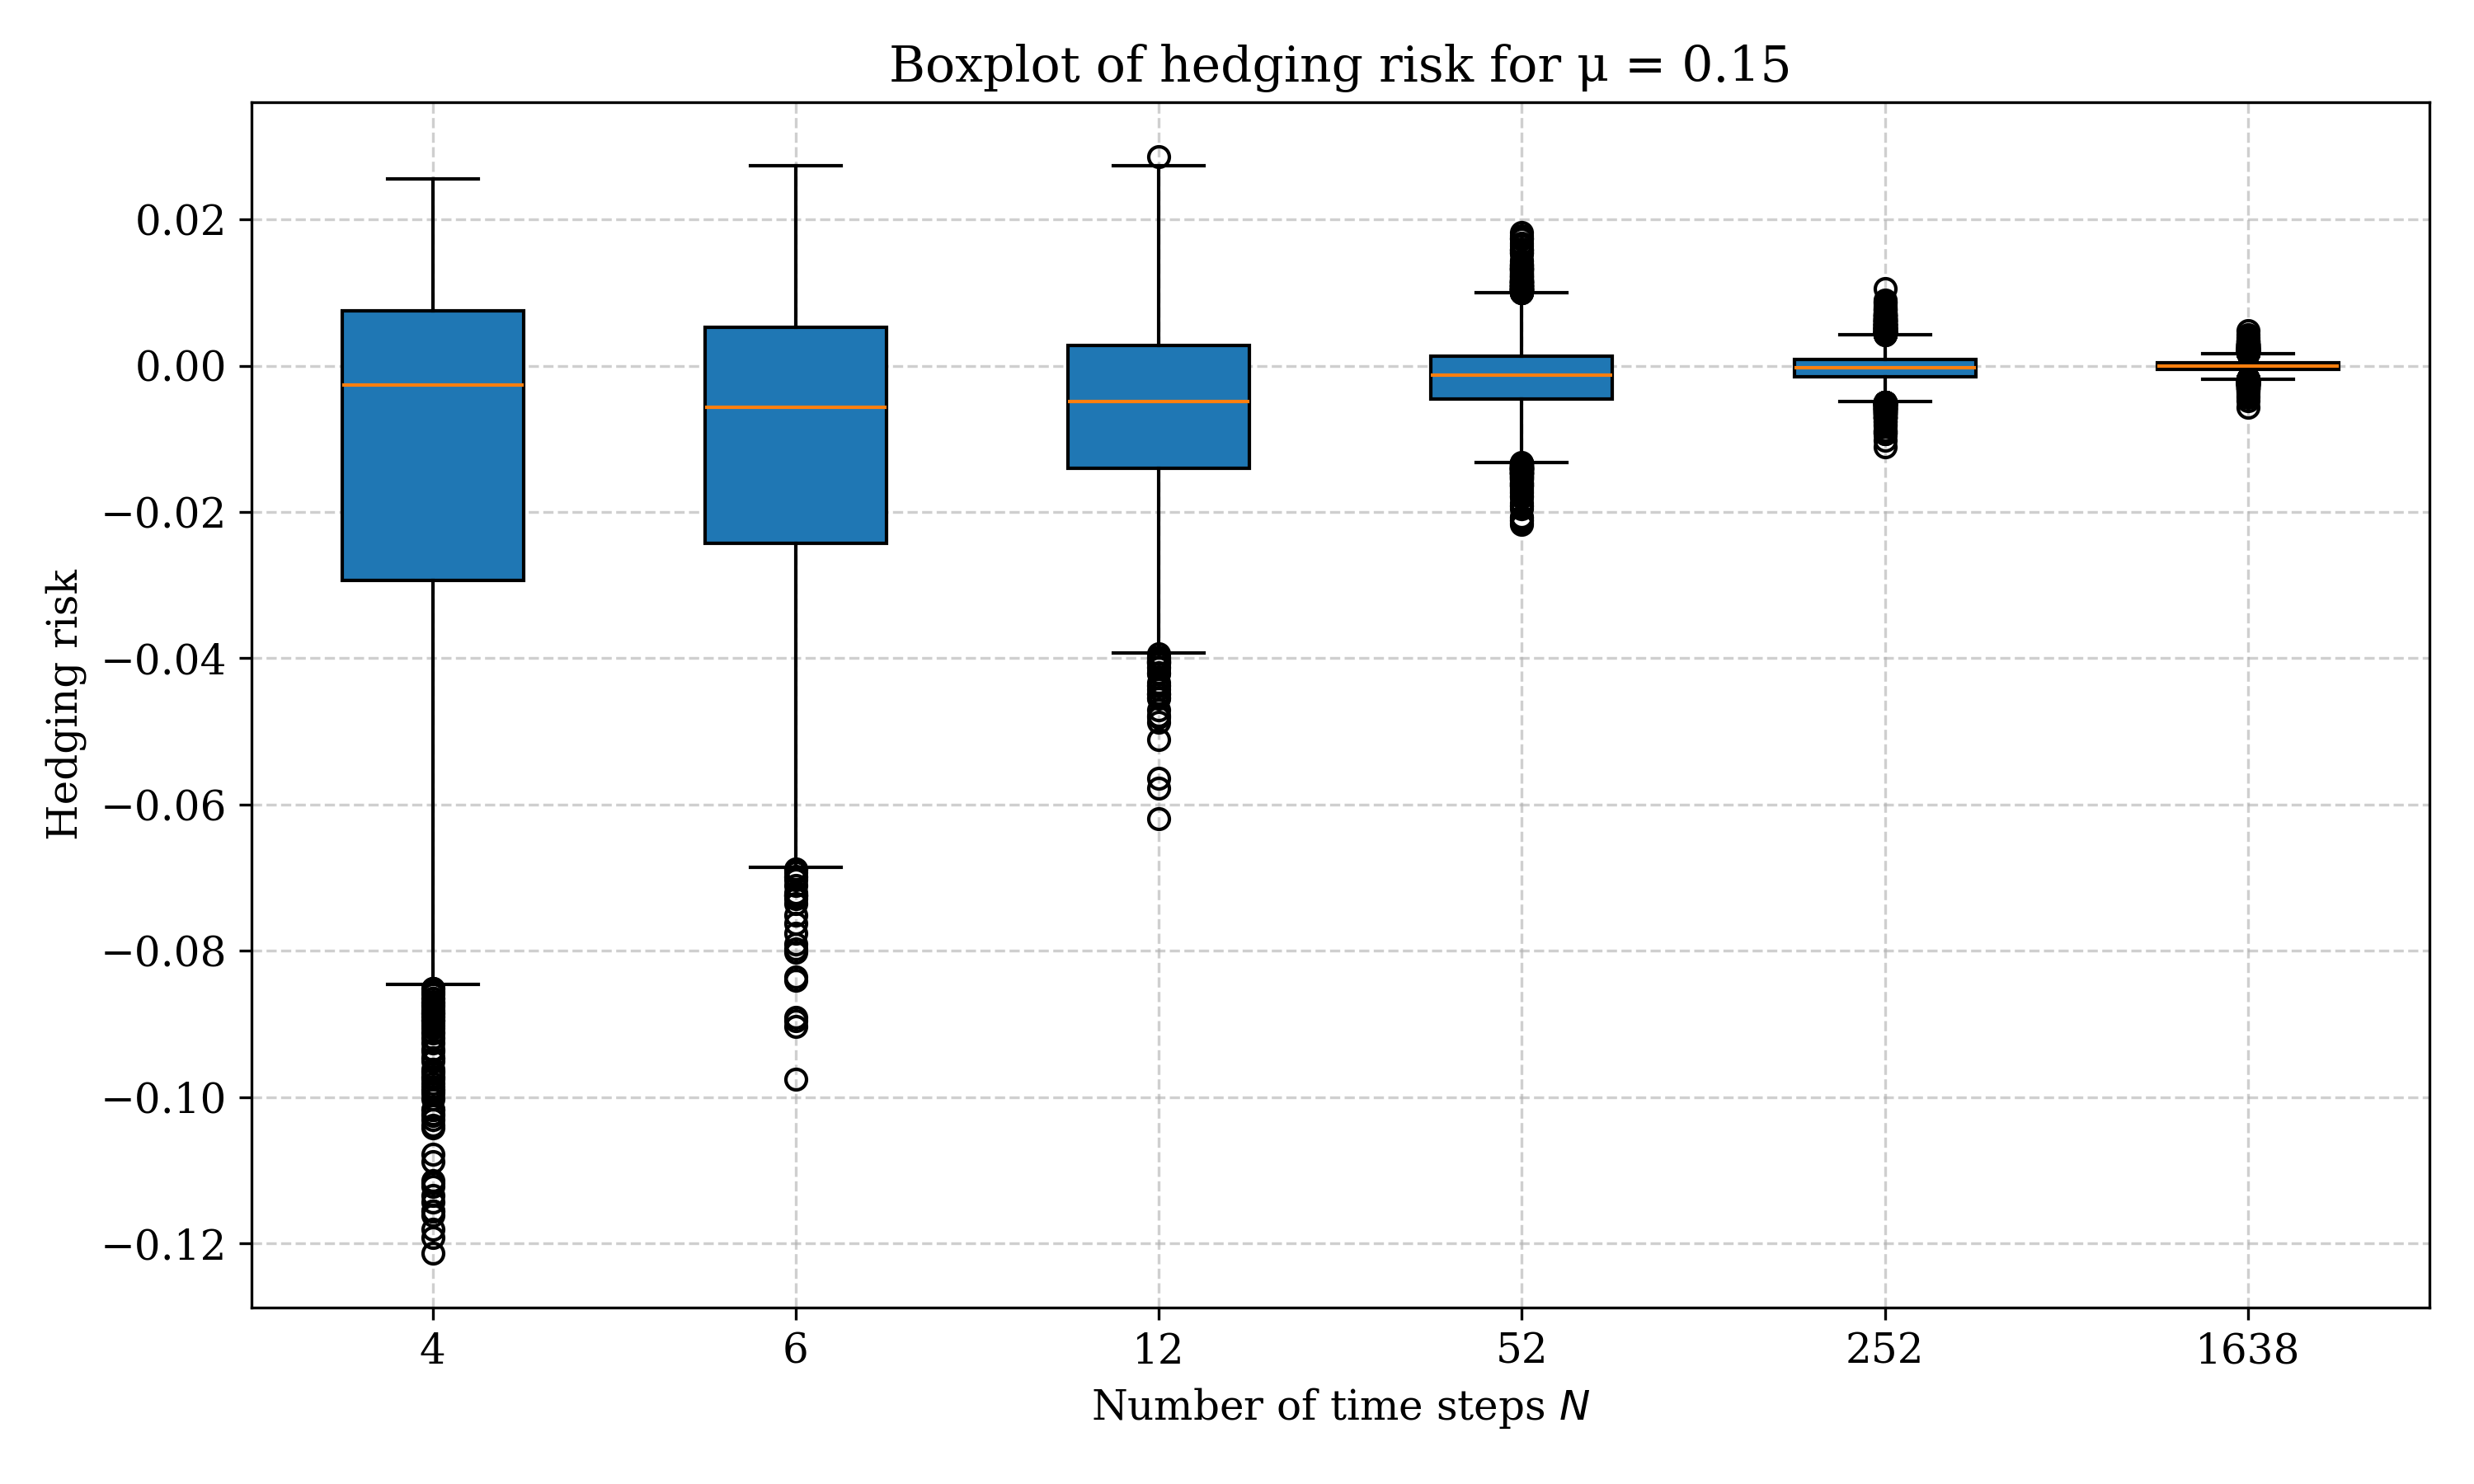 Boxplot of hedging risk for μ = 0.15
0.02
0.00
−0.02
−0.04
−0.06
−0.08
−0.10
−0.12
Hedging risk
4 6 12 52 252 1638
Number of time steps N